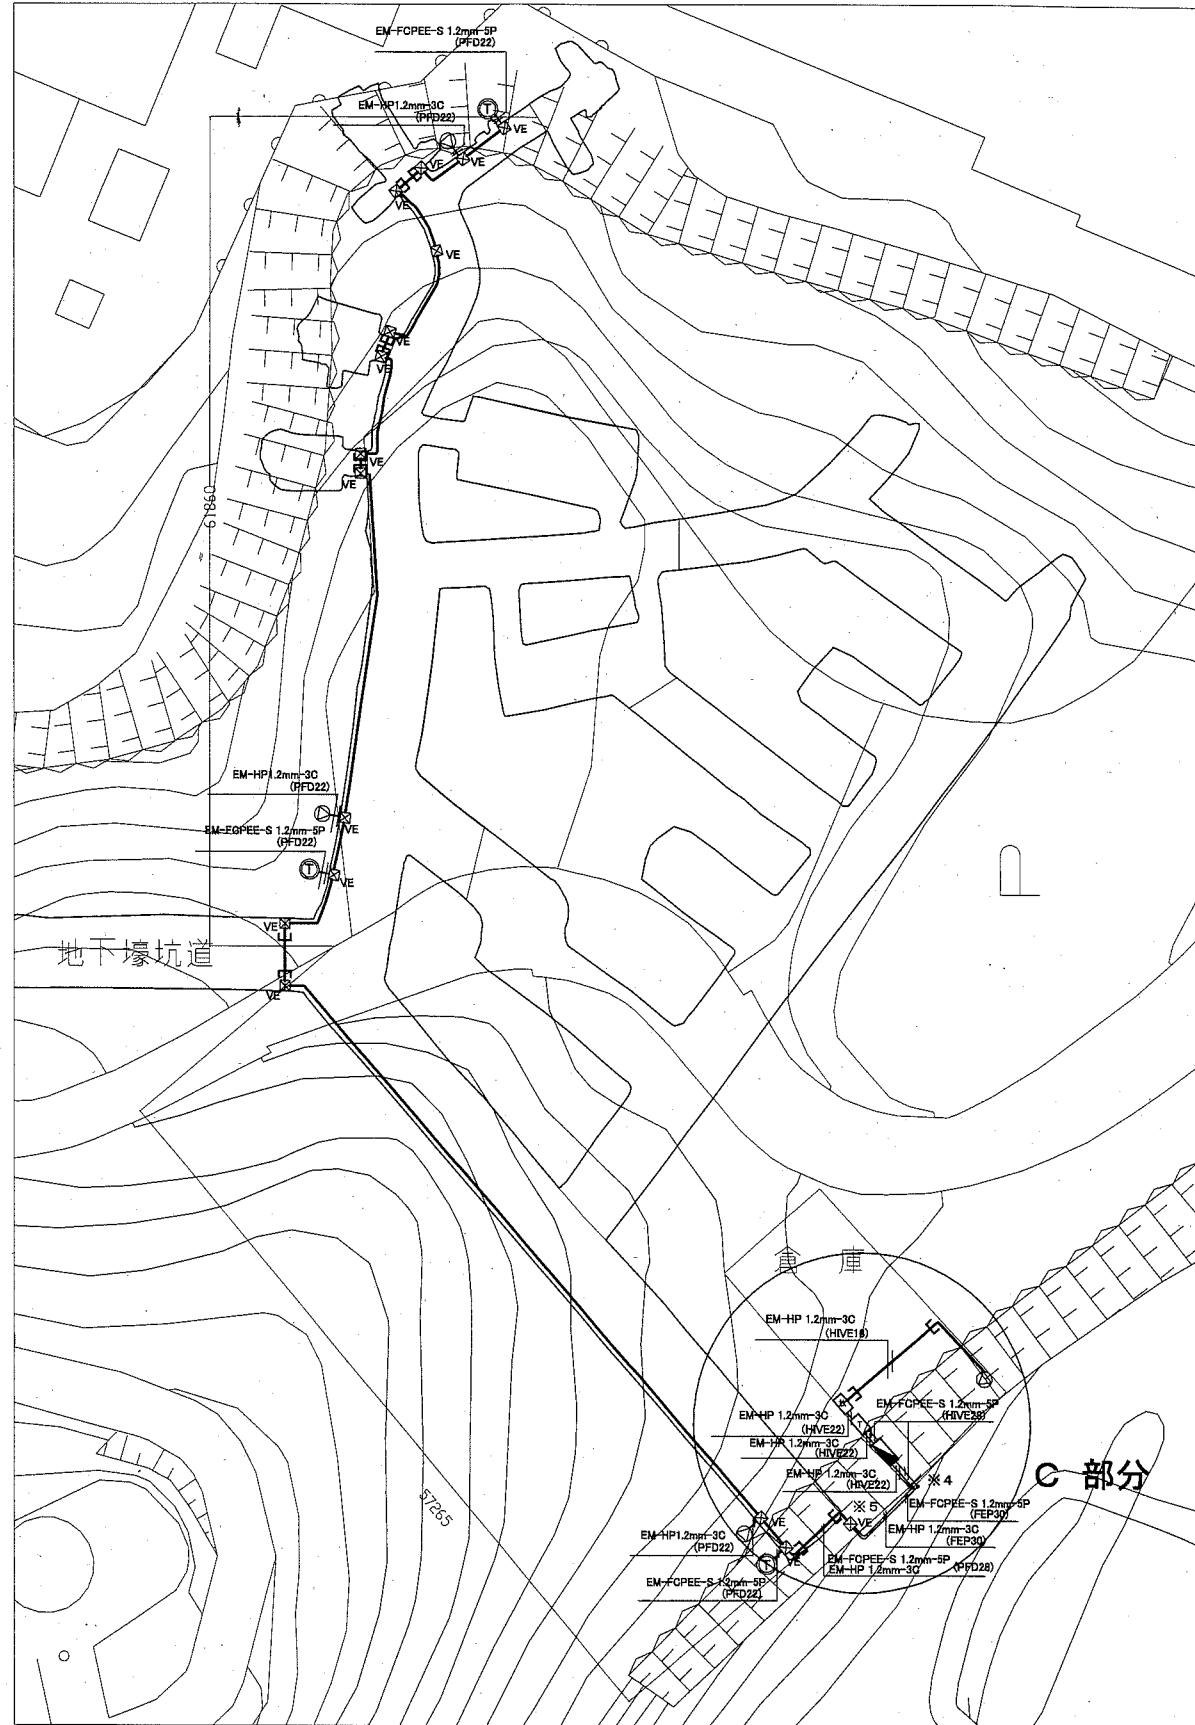 EM-FCPEE-S 1.2mm-5P
(PFD22)
EM-HP1.2mm-3C
(PFD22)
T
VE
VE
VE
VE
VE
VE
VE
VE
VE
61860
EM-HP1.2mm-3C
(PFD22)
VE
EM-FCPEE-S 1.2mm-5P
(PFD22)
T
VE
VE
地下壕坑道
VE
倉庫
EM-HP 1.2mm-3C
(HIVE16)
EM-FCPEE-S 1.2mm-5P
(HIVE28)
EM-HP 1.2mm-3C
(HIVE22)
EM-HP 1.2mm-3C
(HIVE22)
EM-HP 1.2mm-3C
(HIVE22)
※4
C 部分
57265
※5
EM-FCPEE-S 1.2mm-5P
(FEP30)
VE
VE
EM-HP 1.2mm-3C
(FEP30)
EM-HP1.2mm-3C
(PFD22)
VE
EM-FCPEE-S 1.2mm-5P
EM-HP 1.2mm-3C
(PFD28)
T
EM-FCPEE-S 1.2mm-5P
(PFD22)